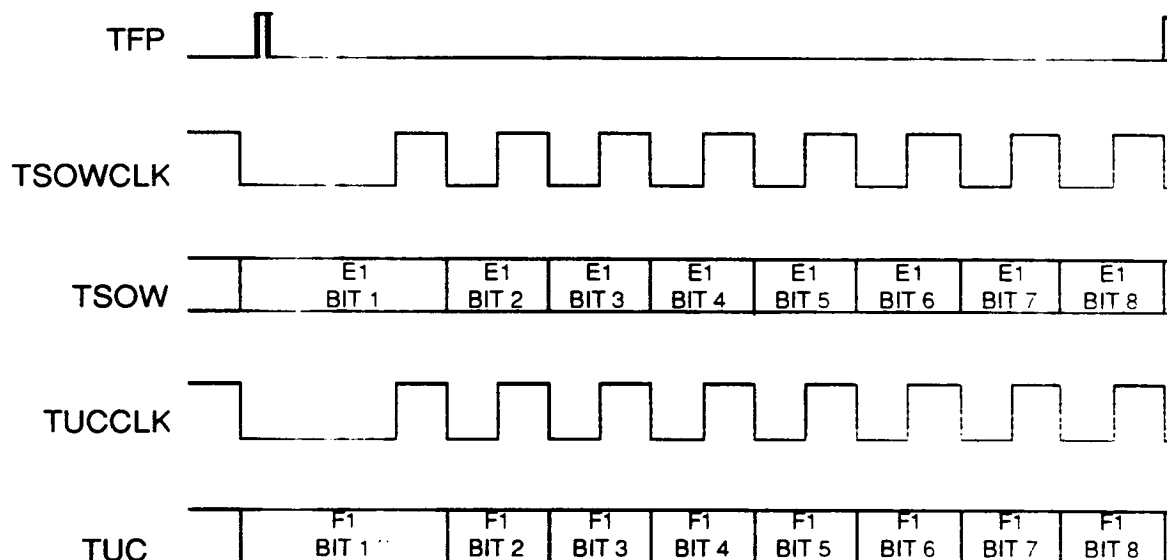 TFP
TSOWCLK
TSOW
E1 E1 E1 E1 E1 E1 E1 E1
BIT 1 BIT 2 BIT 3 BIT 4 BIT 5 BIT 6 BIT 7 BIT 8
TUCCLK
TUC
F1 F1 F1 F1 F1 F1 F1 F1
BIT 1 BIT 2 BIT 3 BIT 4 BIT 5 BIT 6 BIT 7 BIT 8